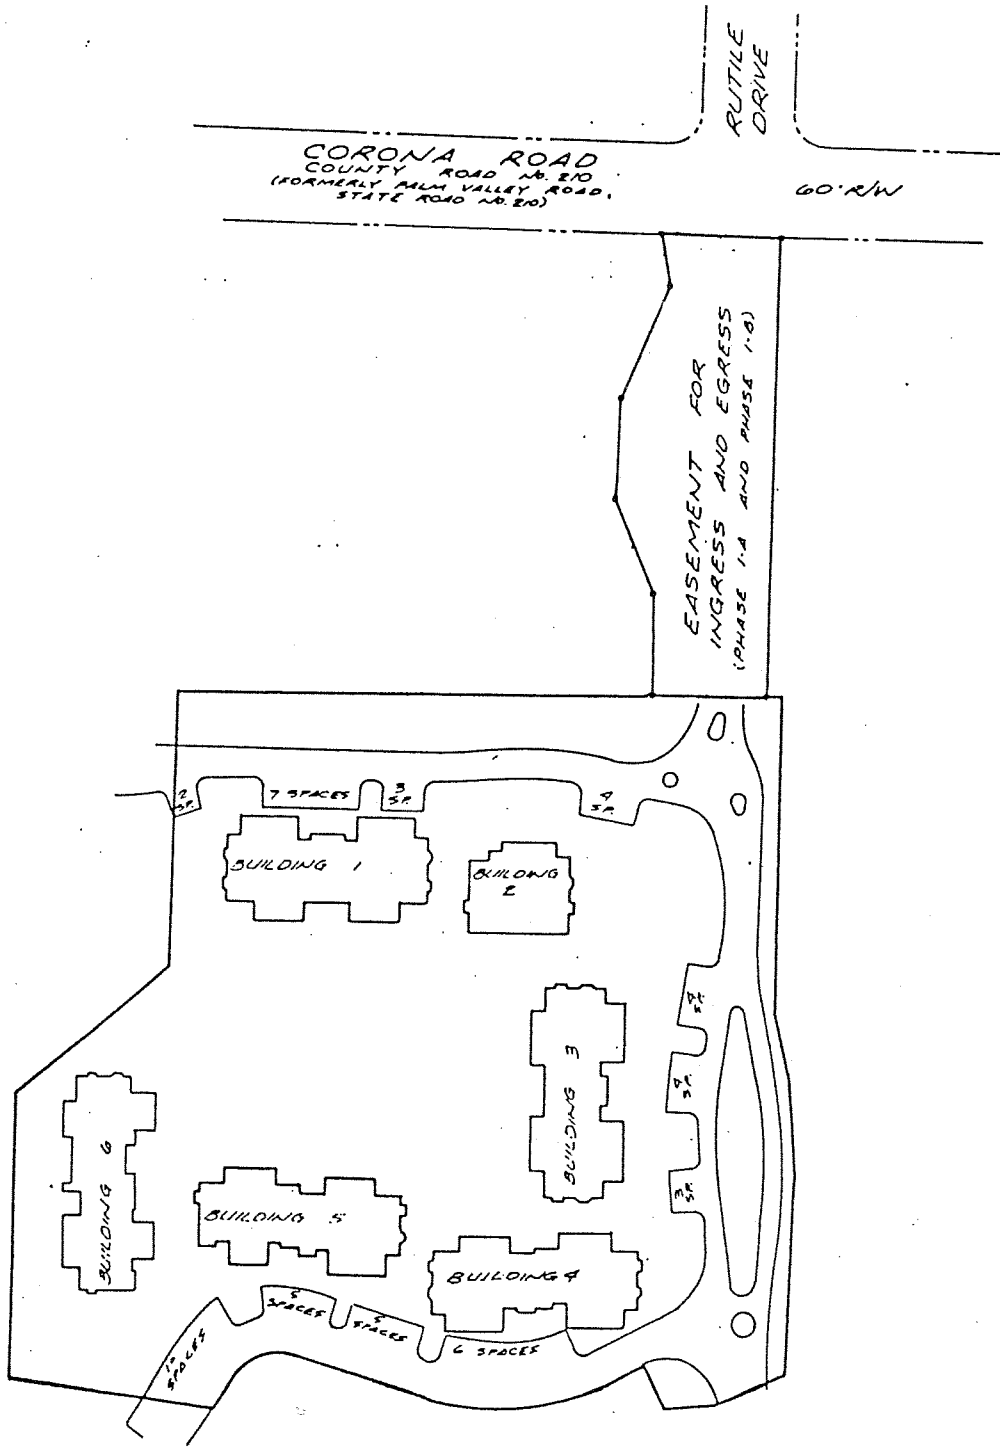 RUTILE
DRIVE
CORONA ROAD
COUNTY ROAD NO. 210
(FORMERLY PALM VALLEY ROAD,
STATE ROAD NO. 210)
60' R/W
EASEMENT FOR
INGRESS AND EGRESS
(PHASE 1-A AND PHASE 1-B)
2
SP.
7 SPACES
3
SP.
4
SP.
BUILDING 1
BUILDING
2
4
SP.
BUILDING 3
4
SP.
3
SP.
BUILDING 6
BUILDING 5
BUILDING 4
5
SPACES
5
SPACES
6 SPACES
SPACES